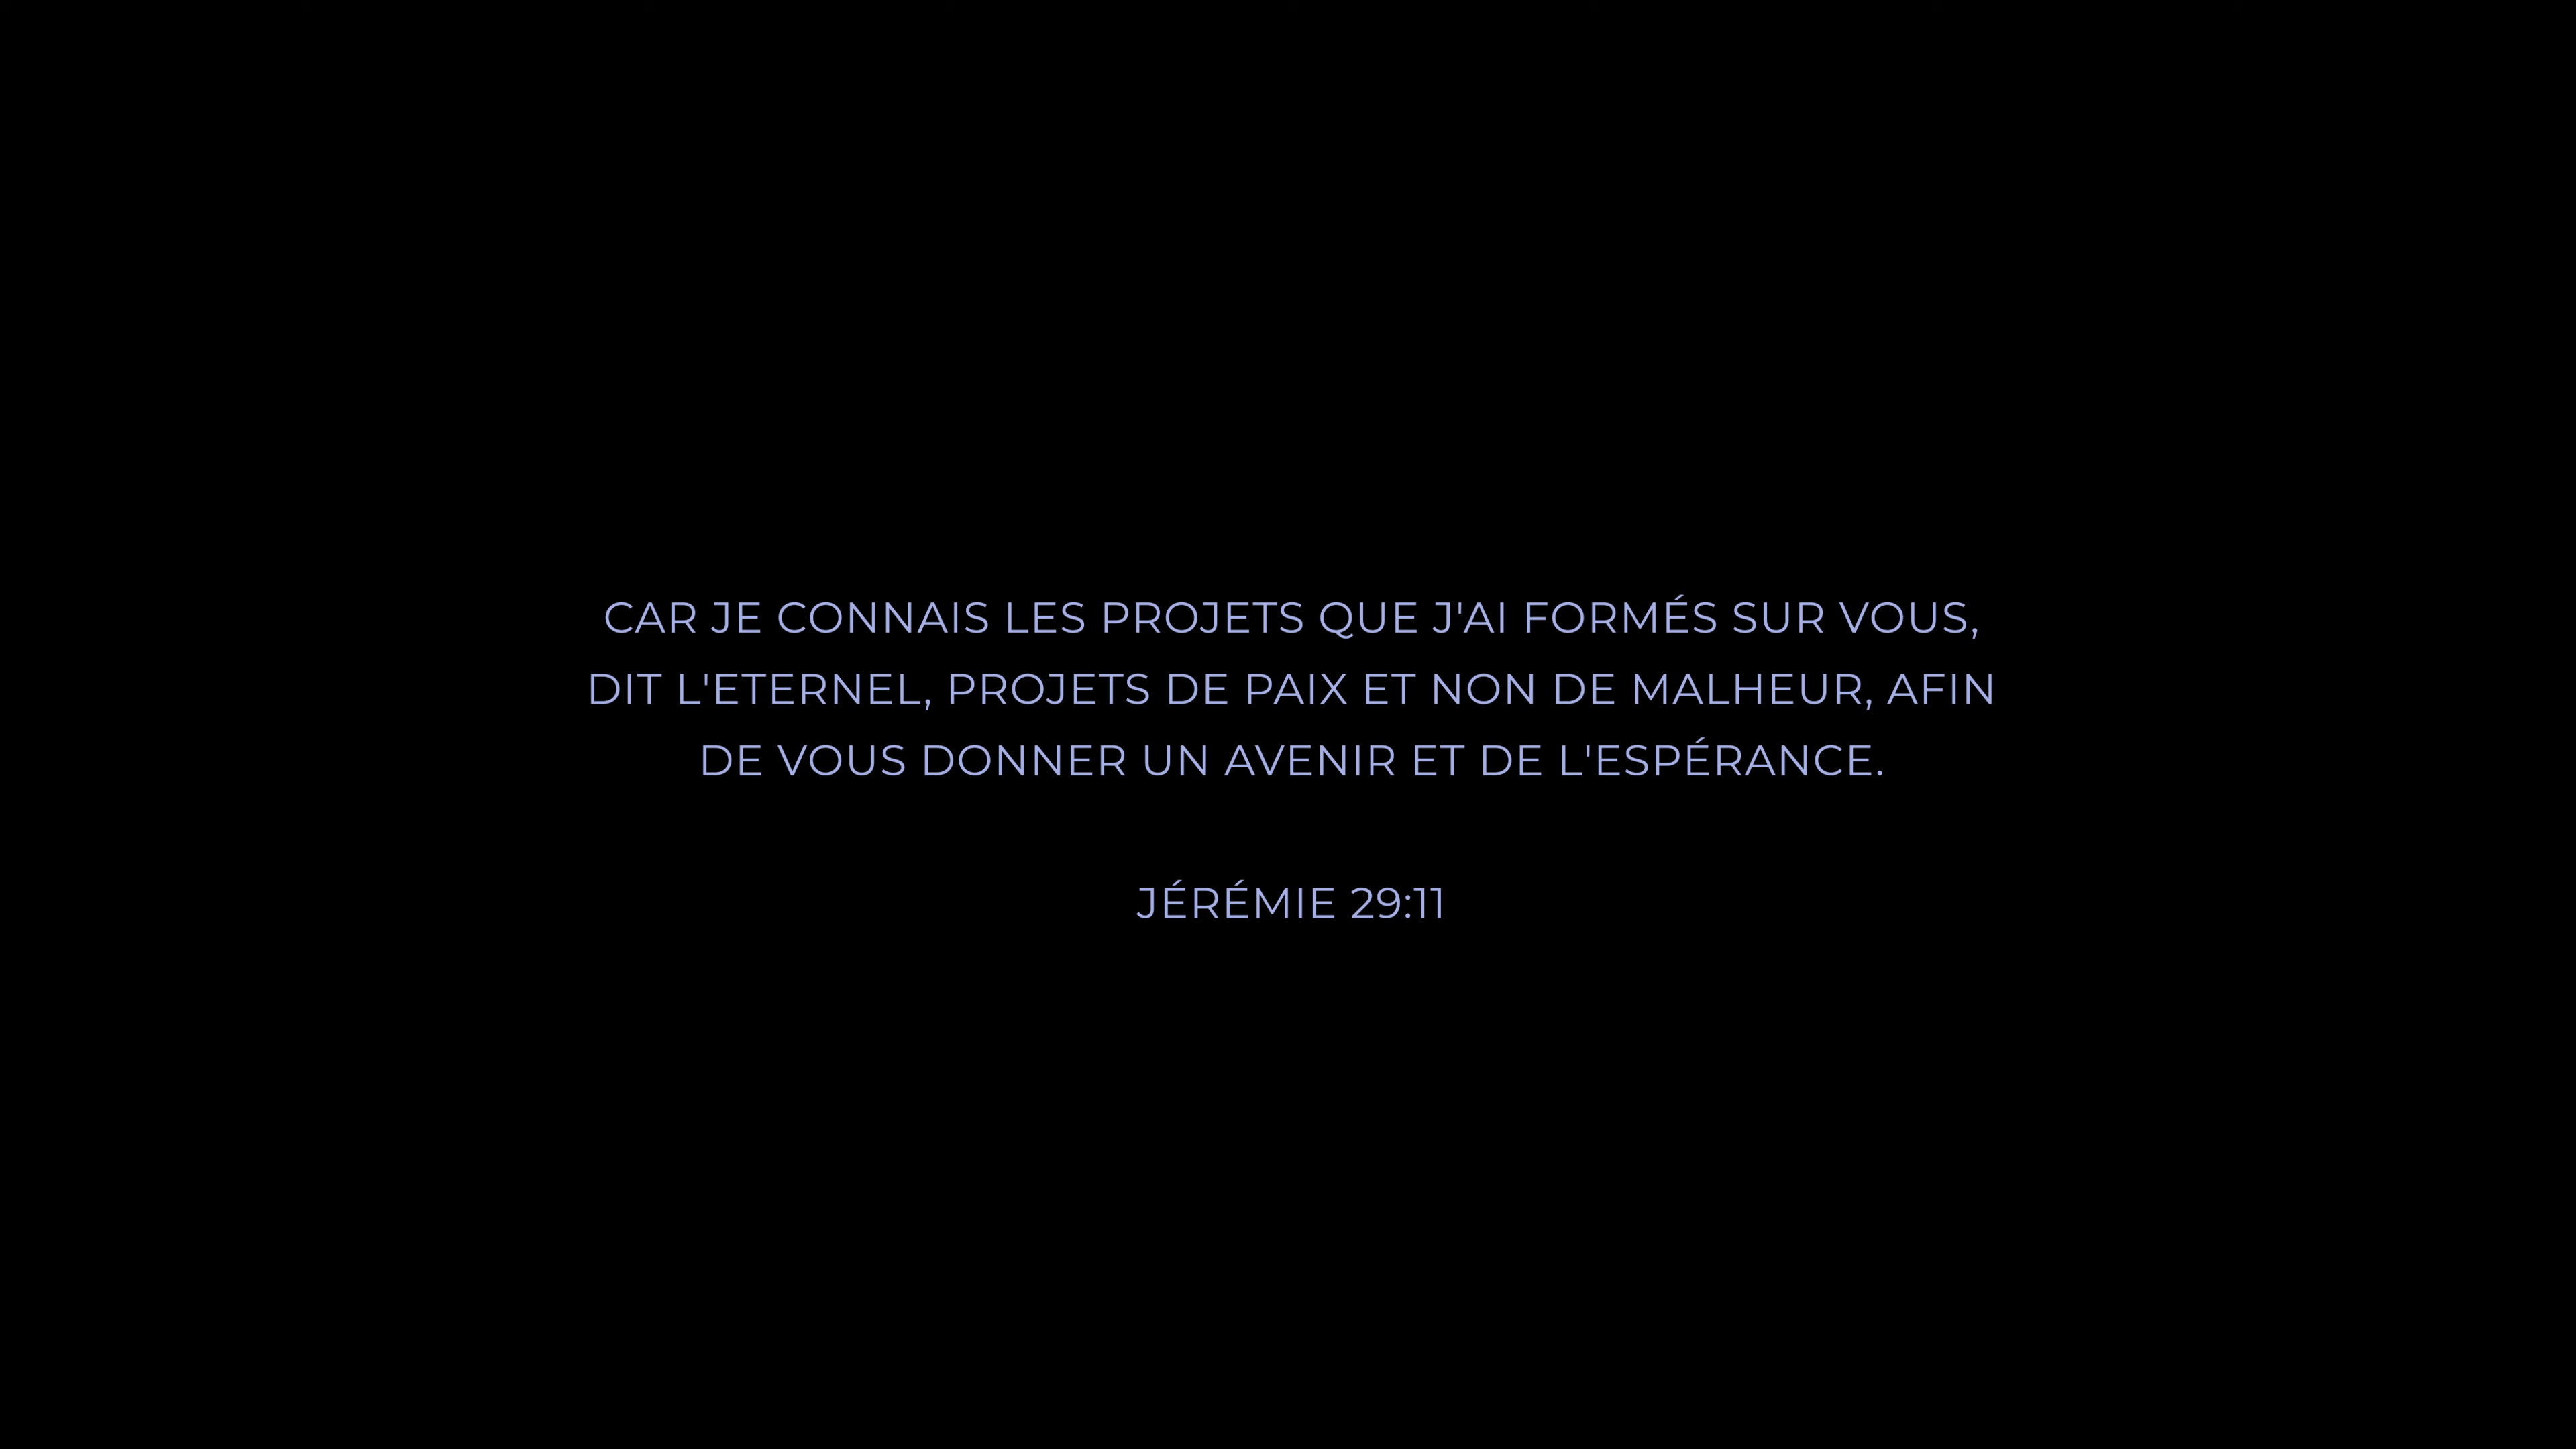 CAR JE CONNAIS LES PROJETS QUE J'AI FORMÉS SUR VOUS,
DIT L'ETERNEL, PROJETS DE PAIX ET NON DE MALHEUR, AFIN
DE VOUS DONNER UN AVENIR ET DE L'ESPÉRANCE.
JÉRÉMIE 29:11